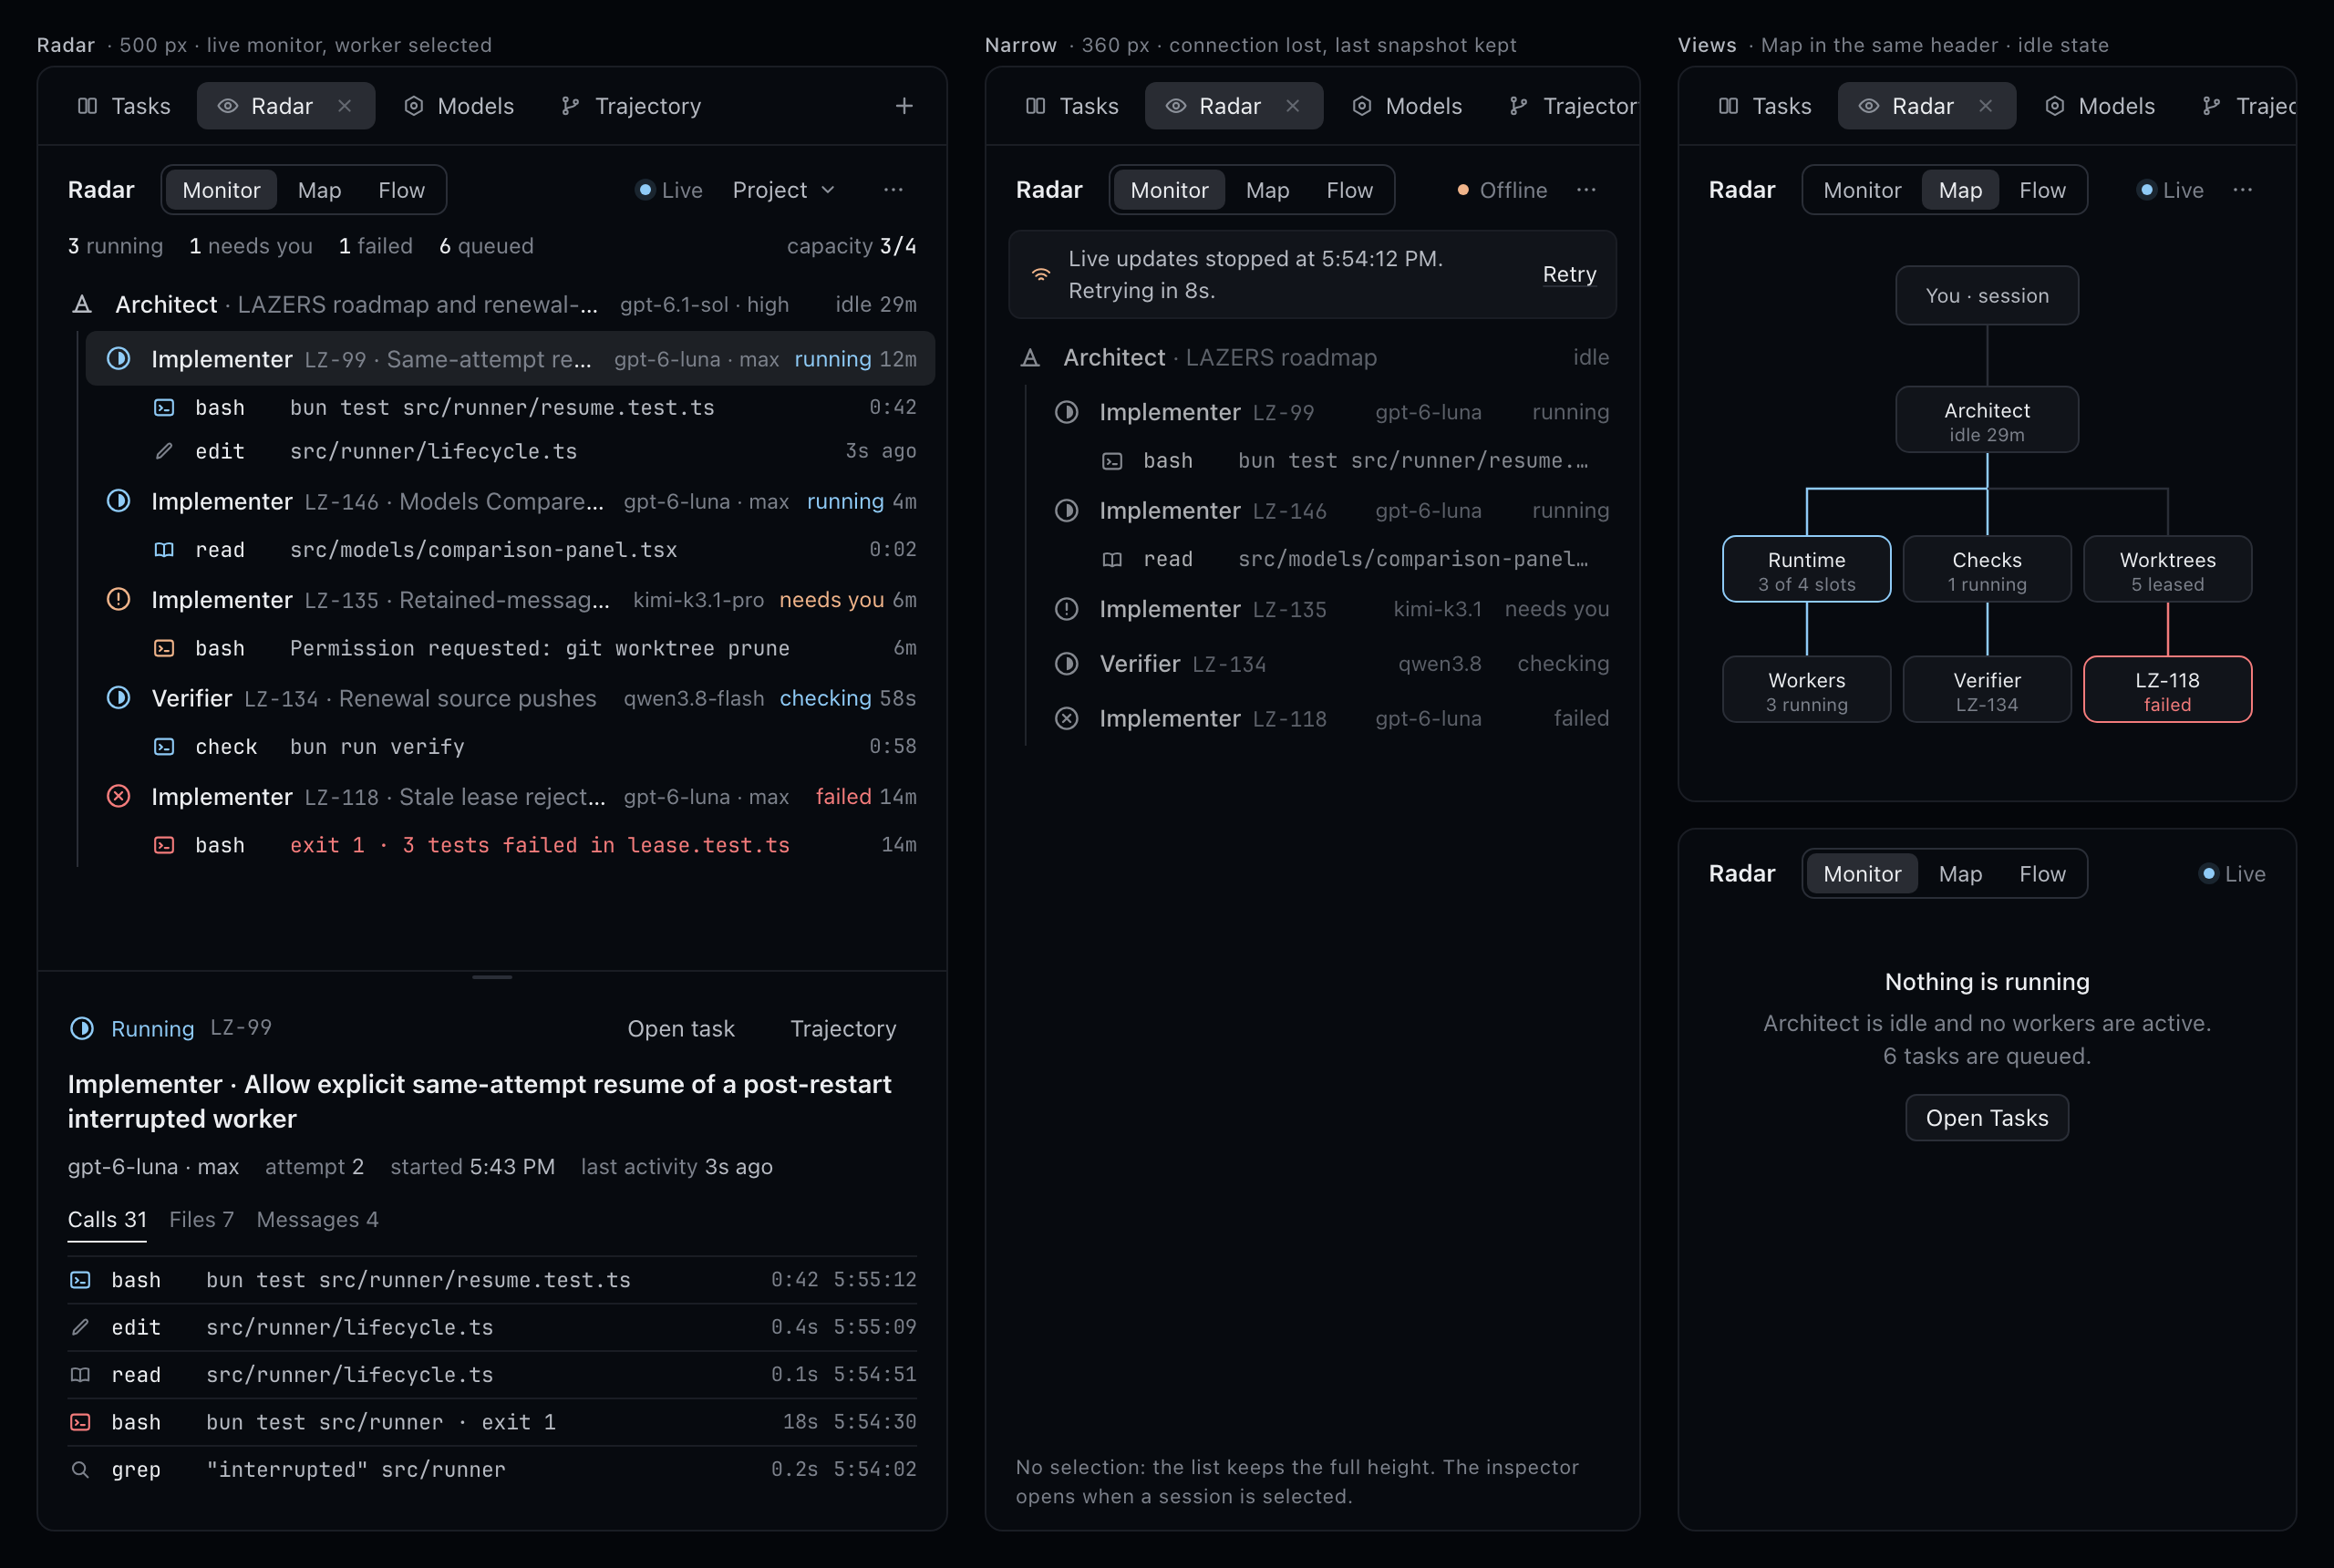 Radar · 500 px · live monitor, worker selected
Tasks Radar Models Trajectory
Radar Monitor Map Flow Live Project
3 running 1 needs you 1 failed 6 queued capacity 3/4
Architect · LAZERS roadmap and renewal-... gpt-6.1-sol · high idle 29m
Implementer LZ-99 · Same-attempt re... gpt-6-luna · max running 12m
bash bun test src/runner/resume.test.ts 0:42
edit src/runner/lifecycle.ts 3s ago
Implementer LZ-146 · Models Compare... gpt-6-luna · max running 4m
read src/models/comparison-panel.tsx 0:02
Implementer LZ-135 · Retained-messag... kimi-k3.1-pro needs you 6m
bash Permission requested: git worktree prune 6m
Verifier LZ-134 · Renewal source pushes qwen3.8-flash checking 58s
check bun run verify 0:58
Implementer LZ-118 · Stale lease reject... gpt-6-luna · max failed 14m
bash exit 1 · 3 tests failed in lease.test.ts 14m
Running LZ-99 Open task Trajectory
Implementer · Allow explicit same-attempt resume of a post-restart
interrupted worker
gpt-6-luna · max attempt 2 started 5:43 PM last activity 3s ago
Calls 31 Files 7 Messages 4
bash bun test src/runner/resume.test.ts 0:42 5:55:12
edit src/runner/lifecycle.ts 0.4s 5:55:09
read src/runner/lifecycle.ts 0.1s 5:54:51
bash bun test src/runner · exit 1 18s 5:54:30
grep "interrupted" src/runner 0.2s 5:54:02
Narrow · 360 px · connection lost, last snapshot kept
Tasks Radar Models Trajector
Radar Monitor Map Flow Offline
Live updates stopped at 5:54:12 PM.
Retrying in 8s.
Retry
Architect · LAZERS roadmap idle
Implementer LZ-99 gpt-6-luna running
bash bun test src/runner/resume.…
Implementer LZ-146 gpt-6-luna running
read src/models/comparison-panel…
Implementer LZ-135 kimi-k3.1 needs you
Verifier LZ-134 qwen3.8 checking
Implementer LZ-118 gpt-6-luna failed
No selection: the list keeps the full height. The inspector
opens when a session is selected.
Views · Map in the same header · idle state
Tasks Radar Models Trajec
Radar Monitor Map Flow Live
You · session
Architect
idle 29m
Runtime
3 of 4 slots
Checks
1 running
Worktrees
5 leased
Workers
3 running
Verifier
LZ-134
LZ-118
failed
Radar Monitor Map Flow Live
Nothing is running
Architect is idle and no workers are active.
6 tasks are queued.
Open Tasks